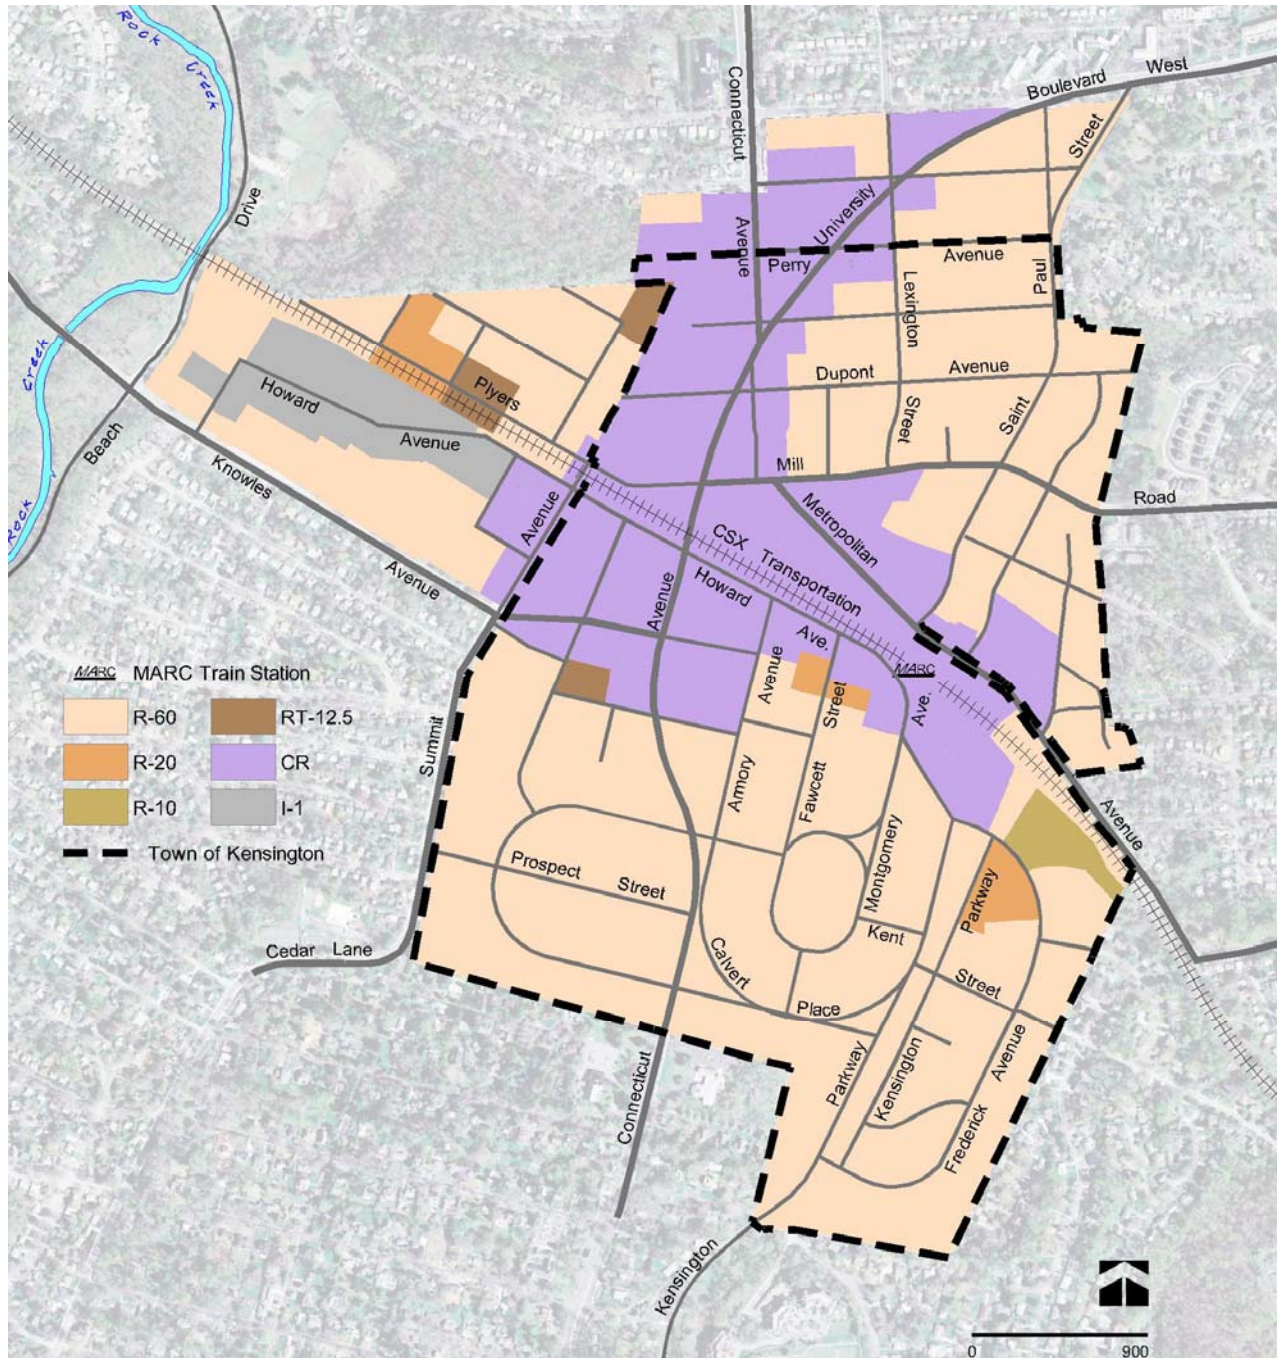 Rock
Creek
Connecticut
Boulevard
West
Street
Drive
Avenue
University
Perry
Avenue
Paul
Lexington
Creek
Howard
Plyers
Dupont
Avenue
Street
Saint
Avenue
Beach
Knowles
Mill
Road
Rock
Avenue
Metropolitan
CSX Transportation
Avenue
Howard
Avenue
Ave.
MARC
MARC MARC Train Station
Avenue
Street
Ave.
R-60
RT-12.5
R-20
CR
R-10
I-1
Town of Kensington
Summit
Armory
Fawcett
Montgomery
Avenue
Prospect
Street
Parkway
Kent
Cedar Lane
Calvert
Place
Street
Connecticut
Parkway
Kensington
Avenue
Frederick
Kensington
0 900